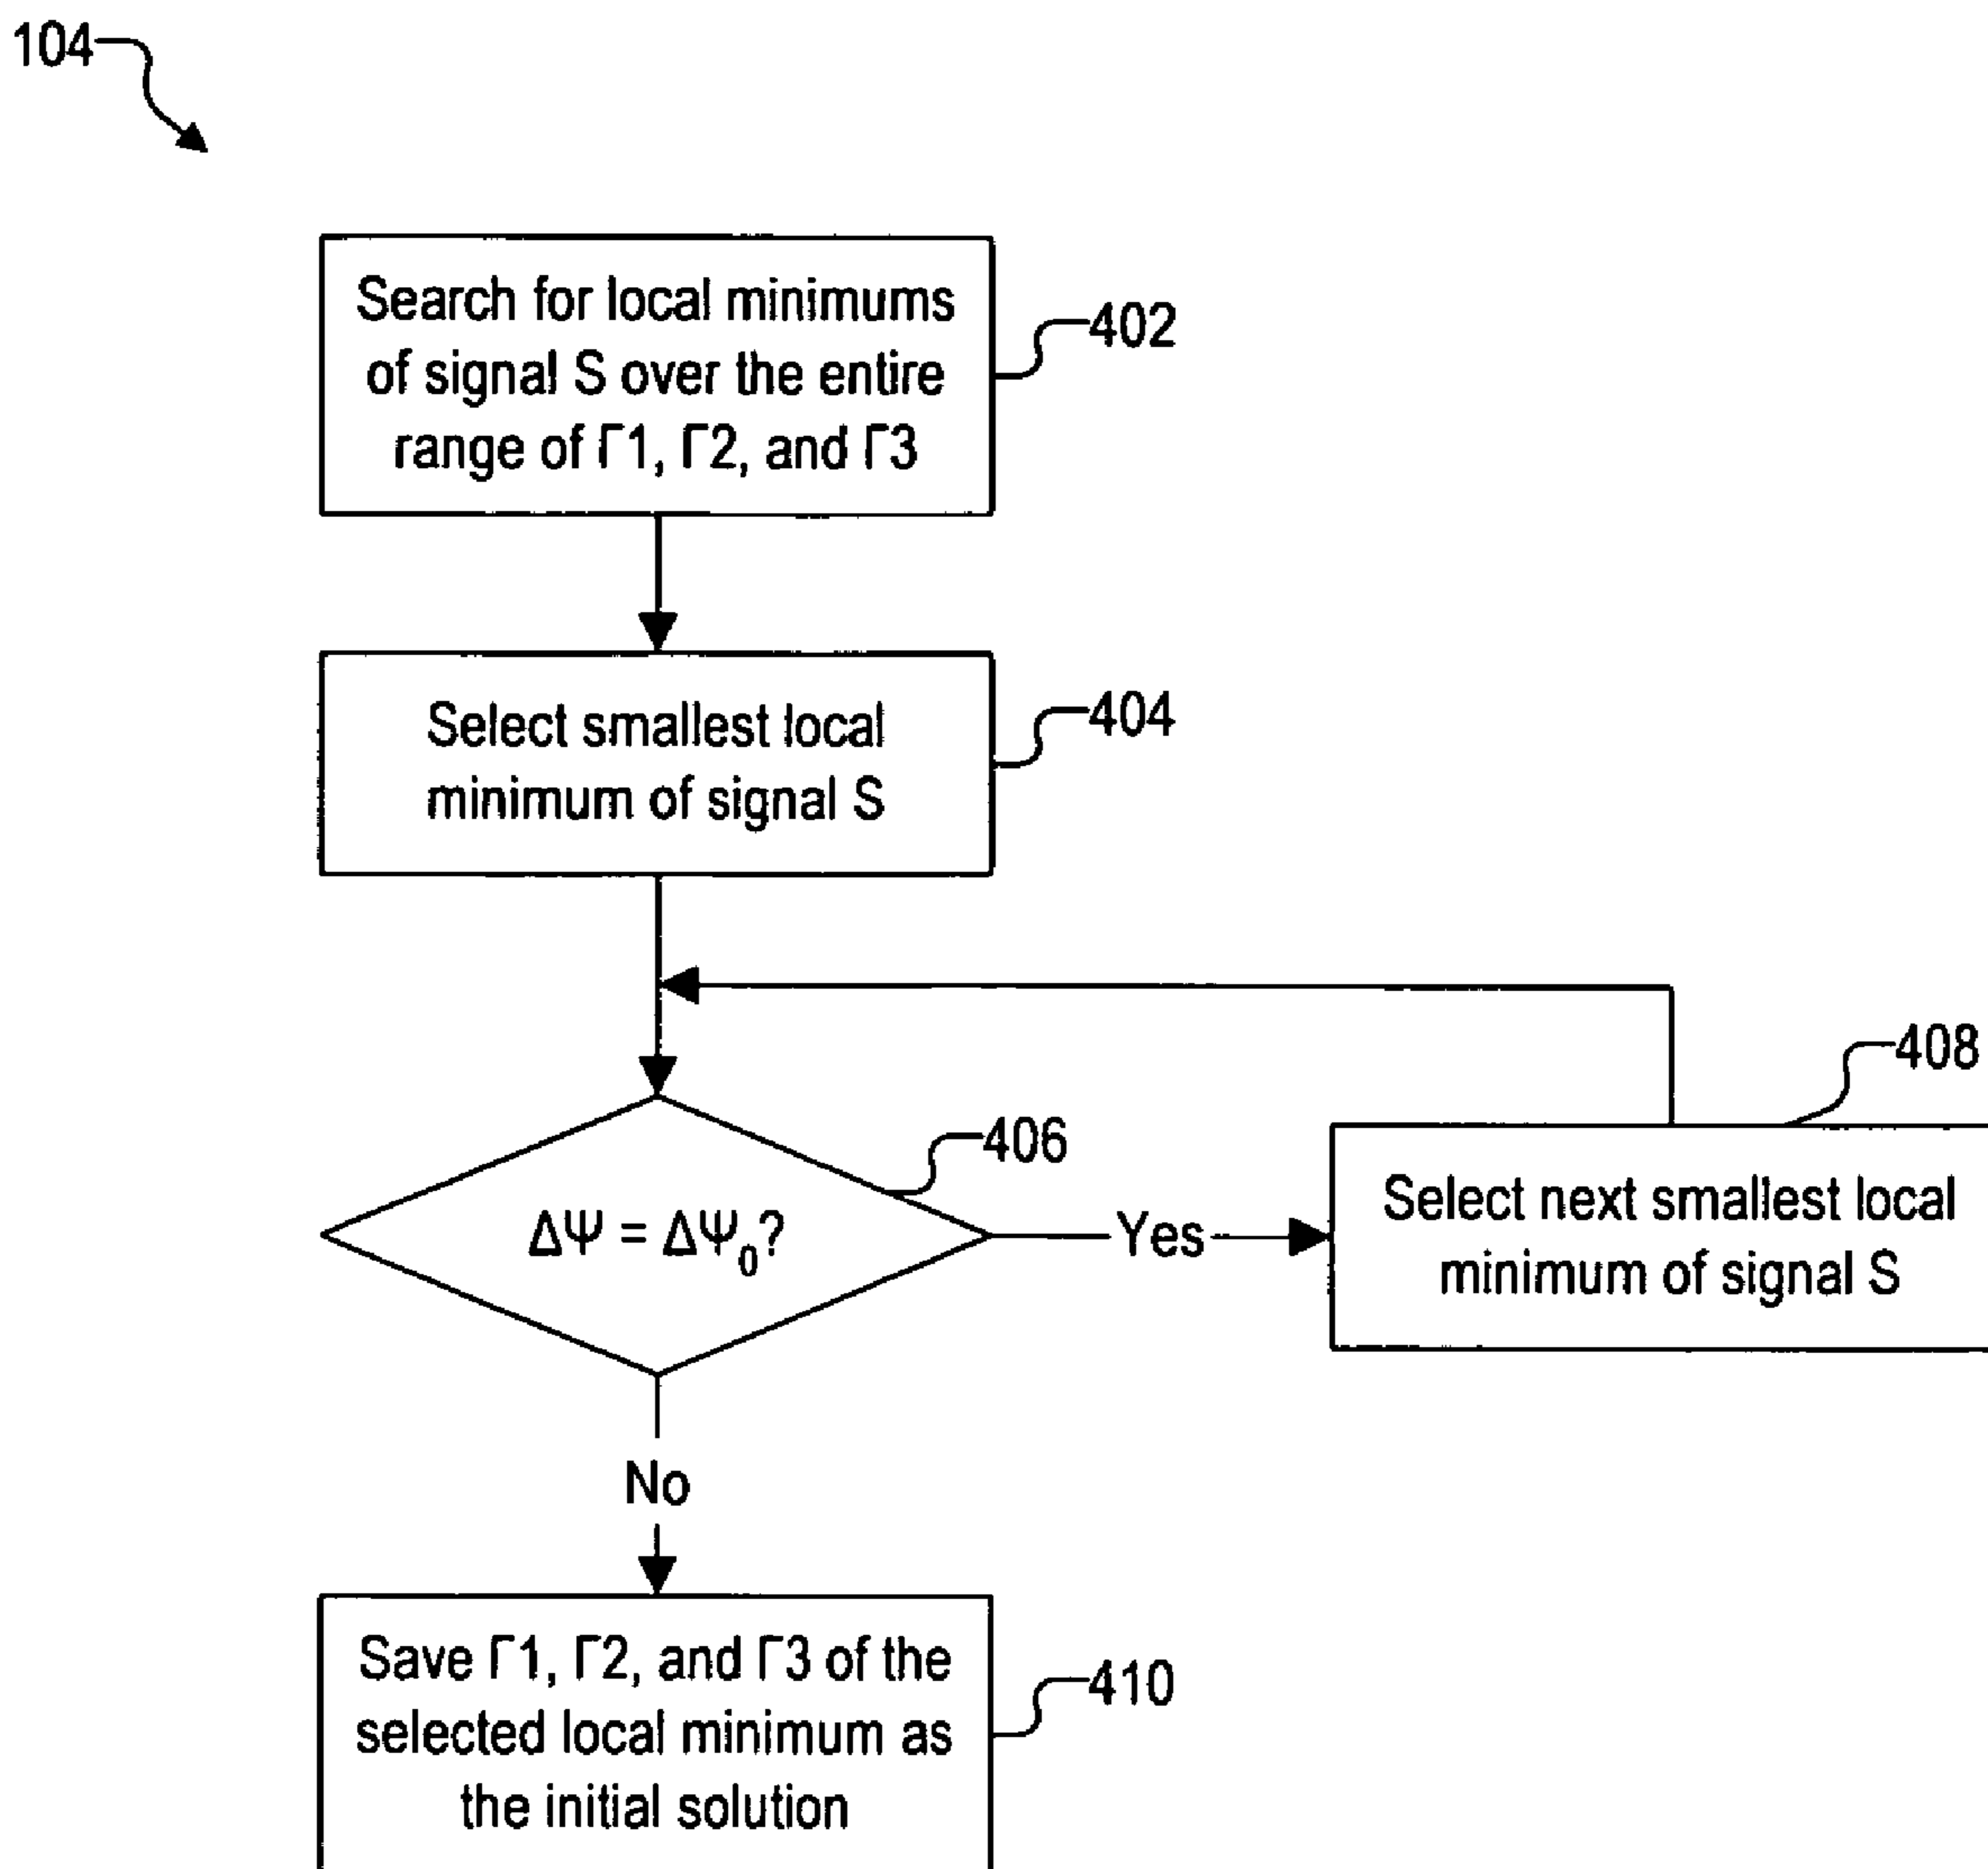 104
Search for local minimums
of signal S over the entire
range of Γ1, Γ2, and Γ3
402
Select smallest local
minimum of signal S
404
406
ΔΨ = ΔΨ₀?
Yes
408
Select next smallest local
minimum of signal S
No
Save Γ1, Γ2, and Γ3 of the
selected local minimum as
the initial solution
410